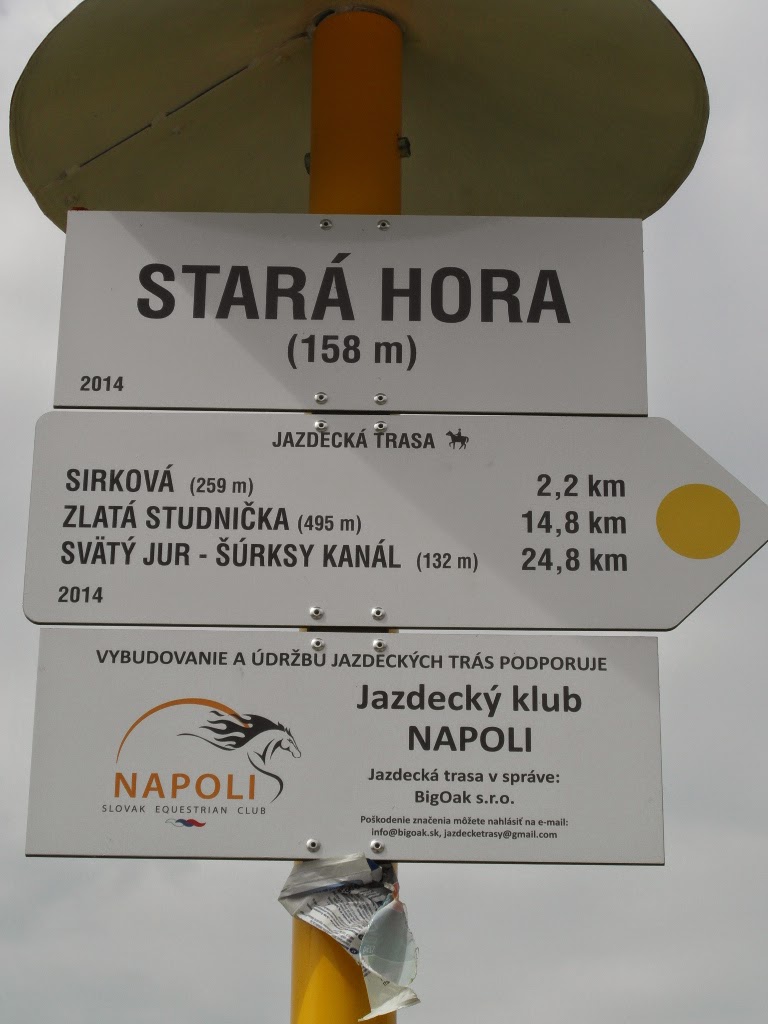 STARÁ HORA
(158 m)
2014
JAZDECKÁ TRASA
SIRKOVÁ (259 m) 2,2 km
ZLATÁ STUDNIČKA (495 m) 14,8 km
SVÄTÝ JUR - ŠÚRKSY KANÁL (132 m) 24,8 km
2014
VYBUDOVANIE A ÚDRŽBU JAZDECKÝCH TRÁS PODPORUJE
Jazdecký klub
NAPOLI
NAPOLI
SLOVAK EQUESTRIAN CLUB
Jazdecká trasa v správe:
BigOak s.r.o.
Poškodenie značenia môžete nahlásiť na e-mail:
info@bigoak.sk, jazdecketrasy@gmail.com